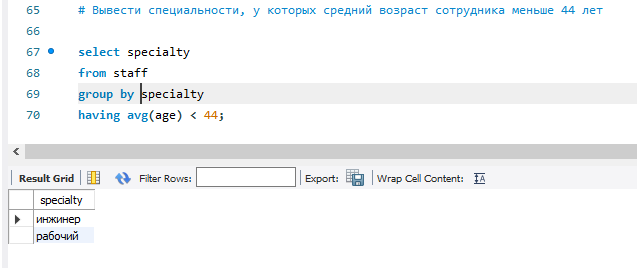 65 # Вывести специальности, у которых средний возраст сотрудника меньше 44 лет
66
67 select specialty
68 from staff
69 group by specialty
70 having avg(age) < 44;
Result Grid Filter Rows: Export: Wrap Cell Content:
specialty
инжинер
рабочий